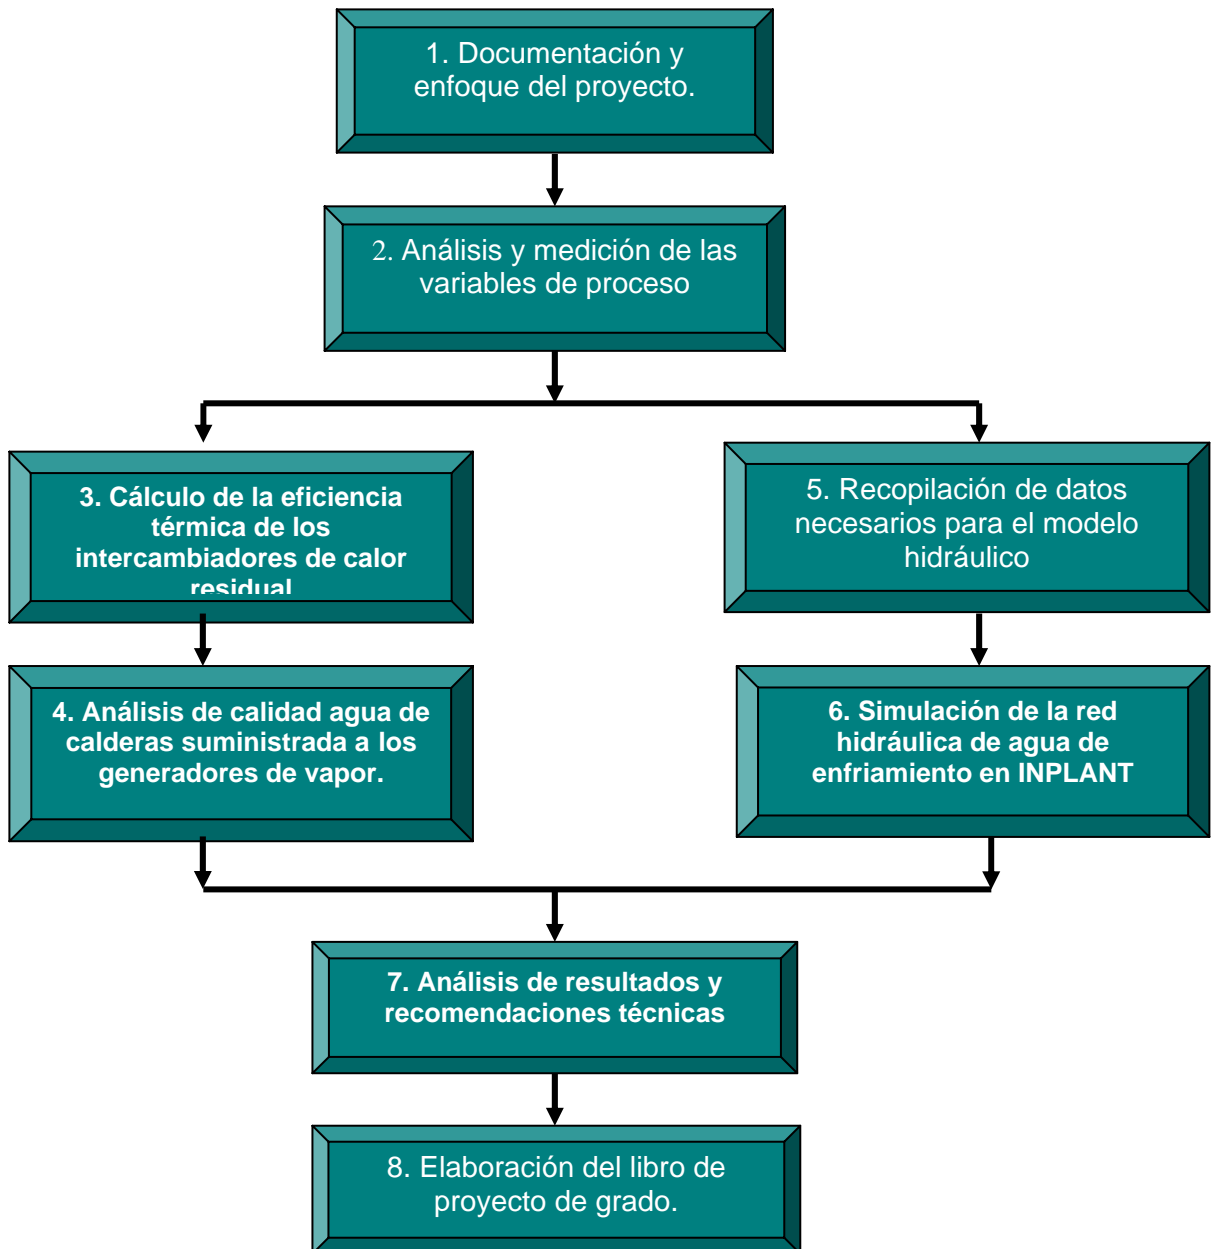 1. Documentación y
enfoque del proyecto.
2. Análisis y medición de las
variables de proceso
3. Cálculo de la eficiencia
térmica de los
intercambiadores de calor
residual
4. Análisis de calidad agua de
calderas suministrada a los
generadores de vapor.
5. Recopilación de datos
necesarios para el modelo
hidráulico
6. Simulación de la red
hidráulica de agua de
enfriamiento en INPLANT
7. Análisis de resultados y
recomendaciones técnicas
8. Elaboración del libro de
proyecto de grado.